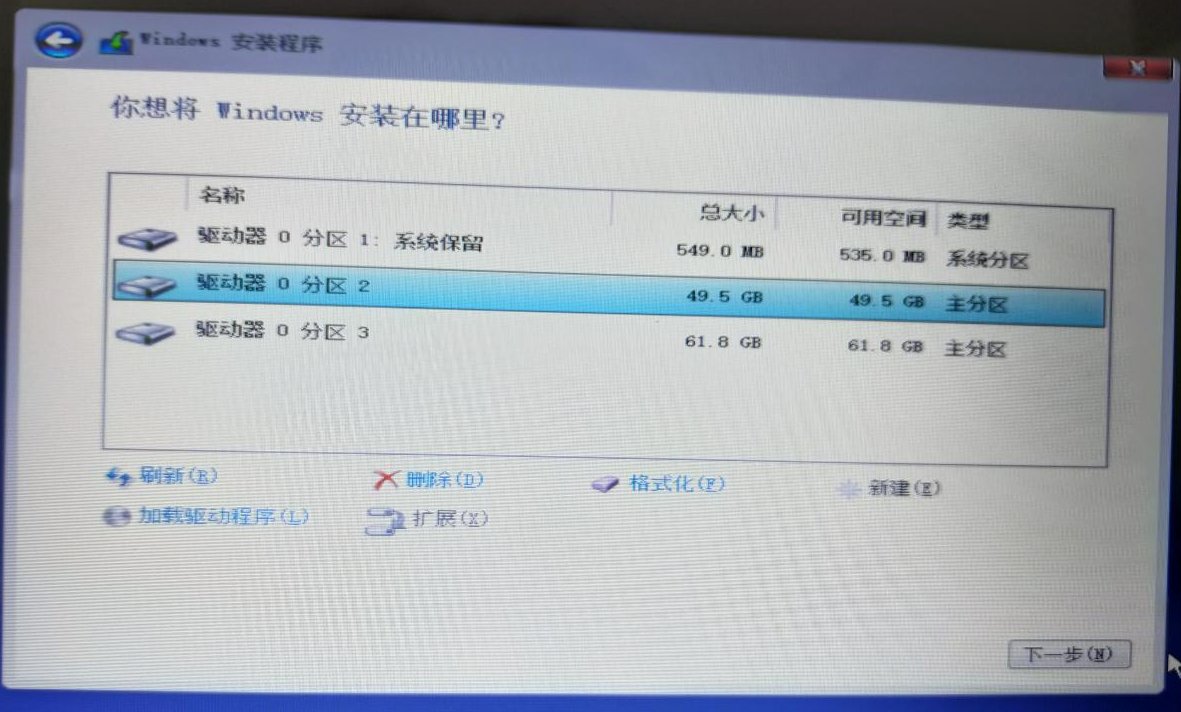 Windows 安装程序
你想将 Windows 安装在哪里?
名称 总大小 可用空间 类型
驱动器 0 分区 1: 系统保留 549.0 MB 535.0 MB 系统分区
驱动器 0 分区 2 49.5 GB 49.5 GB 主分区
驱动器 0 分区 3 61.8 GB 61.8 GB 主分区
刷新(R) 删除(D) 格式化(F) 新建(E)
加载驱动程序(L) 扩展(X)
下一步(N)